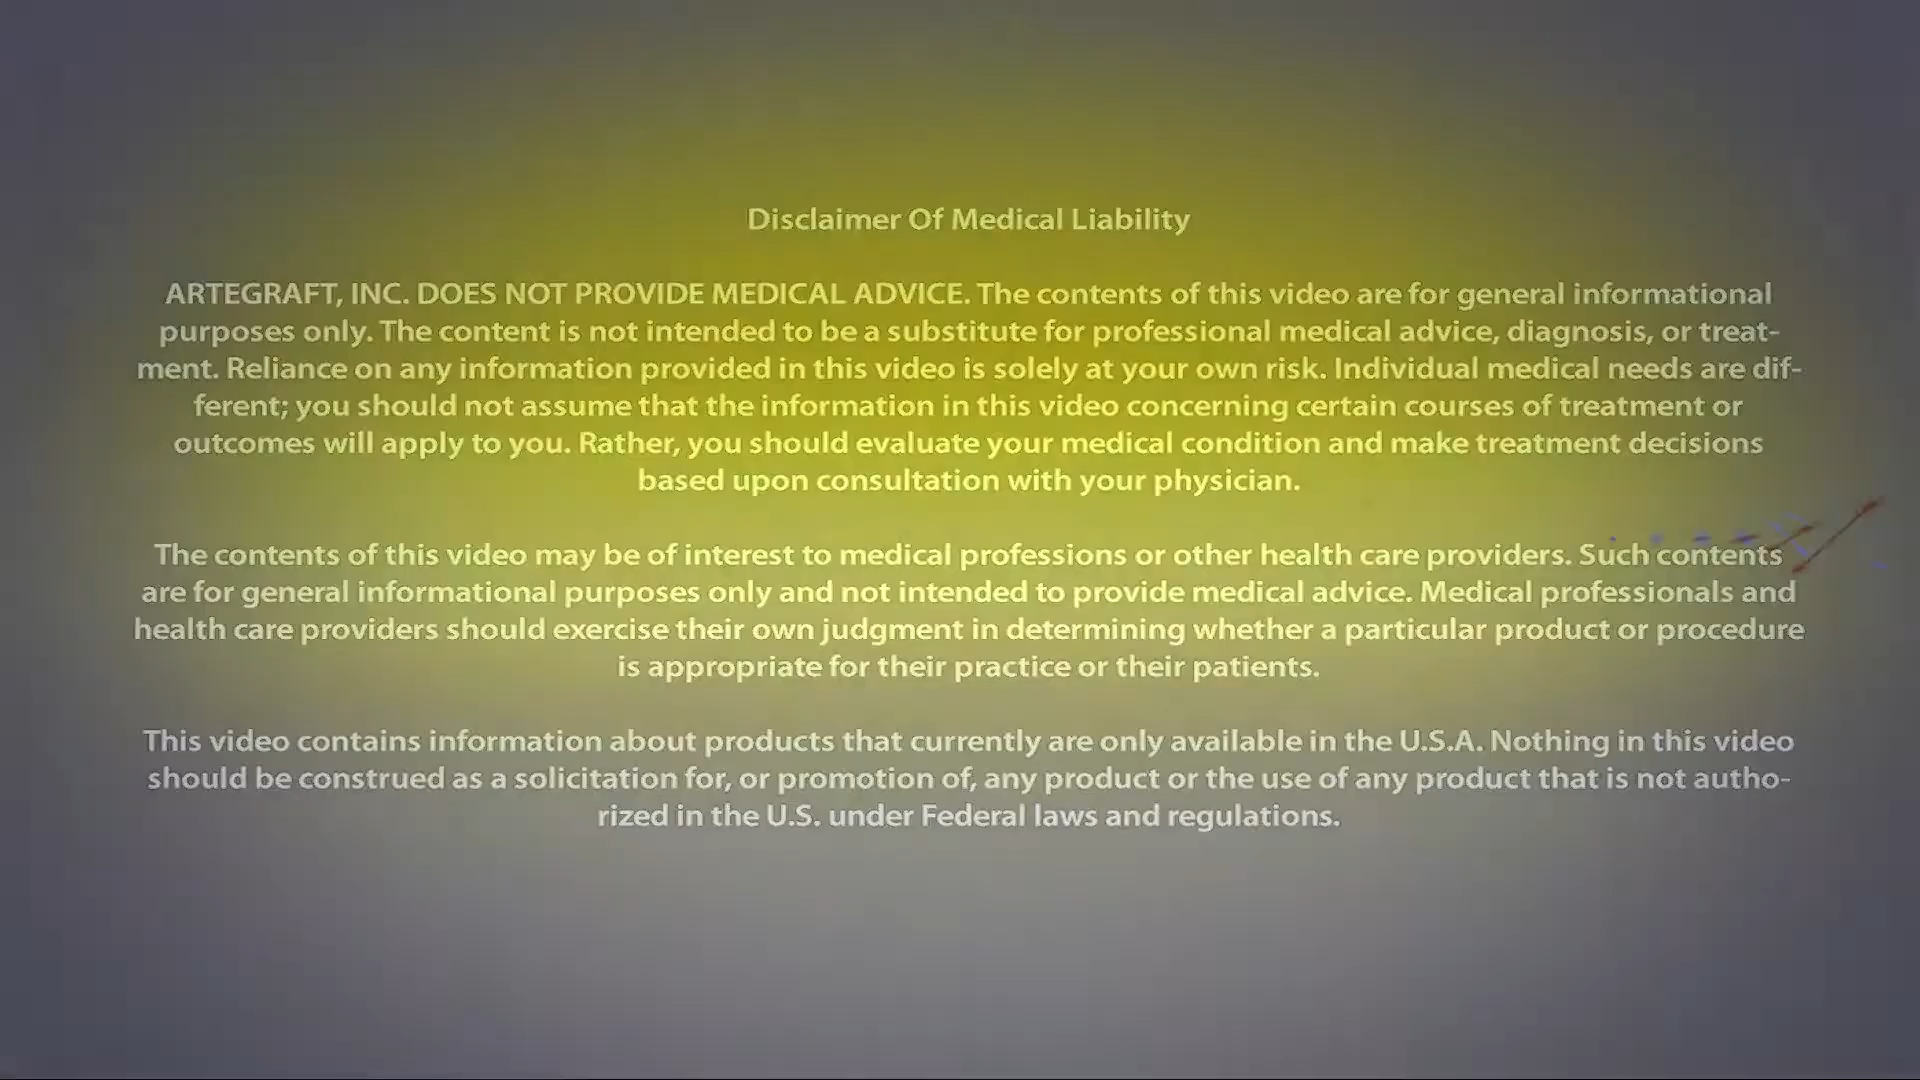 Disclaimer Of Medical Liability
ARTEGRAFT, INC. DOES NOT PROVIDE MEDICAL ADVICE. The contents of this video are for general informational
purposes only. The content is not intended to be a substitute for professional medical advice, diagnosis, or treat-
ment. Reliance on any information provided in this video is solely at your own risk. Individual medical needs are dif-
ferent; you should not assume that the information in this video concerning certain courses of treatment or
outcomes will apply to you. Rather, you should evaluate your medical condition and make treatment decisions
based upon consultation with your physician.
The contents of this video may be of interest to medical professions or other health care providers. Such contents
are for general informational purposes only and not intended to provide medical advice. Medical professionals and
health care providers should exercise their own judgment in determining whether a particular product or procedure
is appropriate for their practice or their patients.
This video contains information about products that currently are only available in the U.S.A. Nothing in this video
should be construed as a solicitation for, or promotion of, any product or the use of any product that is not autho-
rized in the U.S. under Federal laws and regulations.